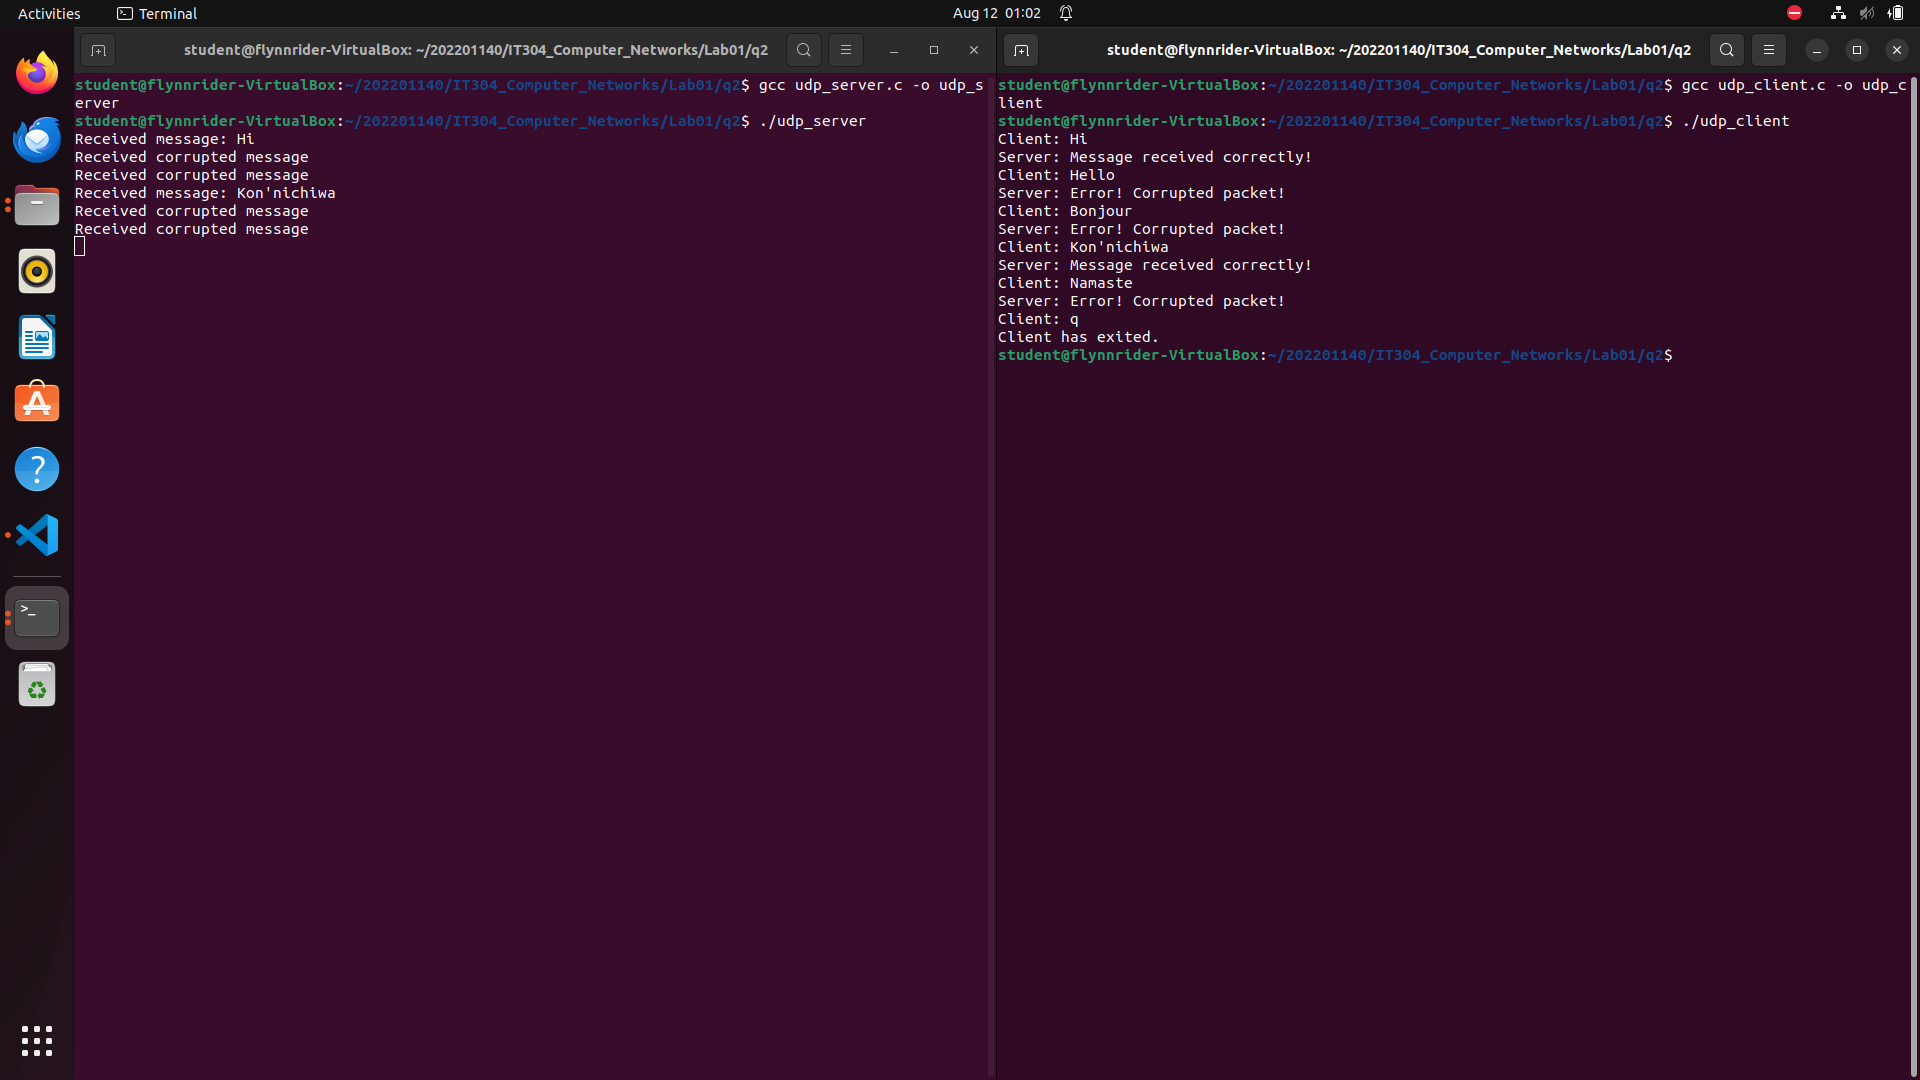 Activities
Terminal
Aug 12 01:02
student@flynnrider-VirtualBox: ~/202201140/IT304_Computer_Networks/Lab01/q2
student@flynnrider-VirtualBox:~/202201140/IT304_Computer_Networks/Lab01/q2$ gcc udp_server.c -o udp_s
erver
student@flynnrider-VirtualBox:~/202201140/IT304_Computer_Networks/Lab01/q2$ ./udp_server
Received message: Hi
Received corrupted message
Received corrupted message
Received message: Kon'nichiwa
Received corrupted message
Received corrupted message
student@flynnrider-VirtualBox: ~/202201140/IT304_Computer_Networks/Lab01/q2
student@flynnrider-VirtualBox:~/202201140/IT304_Computer_Networks/Lab01/q2$ gcc udp_client.c -o udp_c
lient
student@flynnrider-VirtualBox:~/202201140/IT304_Computer_Networks/Lab01/q2$ ./udp_client
Client: Hi
Server: Message received correctly!
Client: Hello
Server: Error! Corrupted packet!
Client: Bonjour
Server: Error! Corrupted packet!
Client: Kon'nichiwa
Server: Message received correctly!
Client: Namaste
Server: Error! Corrupted packet!
Client: q
Client has exited.
student@flynnrider-VirtualBox:~/202201140/IT304_Computer_Networks/Lab01/q2$